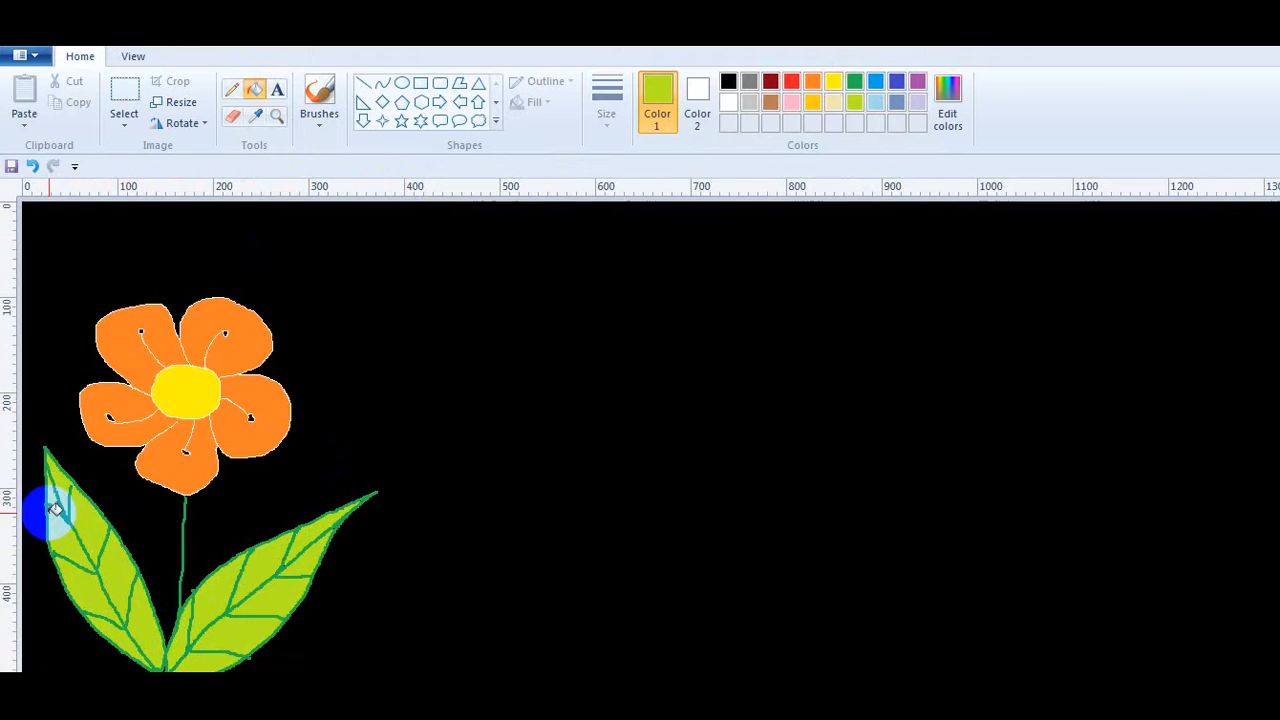 Home View
Paste Cut Copy Select Crop Resize Rotate A Brushes Outline Fill Size Color 1 Color 2 Edit colors
Clipboard Image Tools Shapes Colors
0 100 200 300 400 500 600 700 800 900 1000 1100 1200 130
0
100
200
300
400